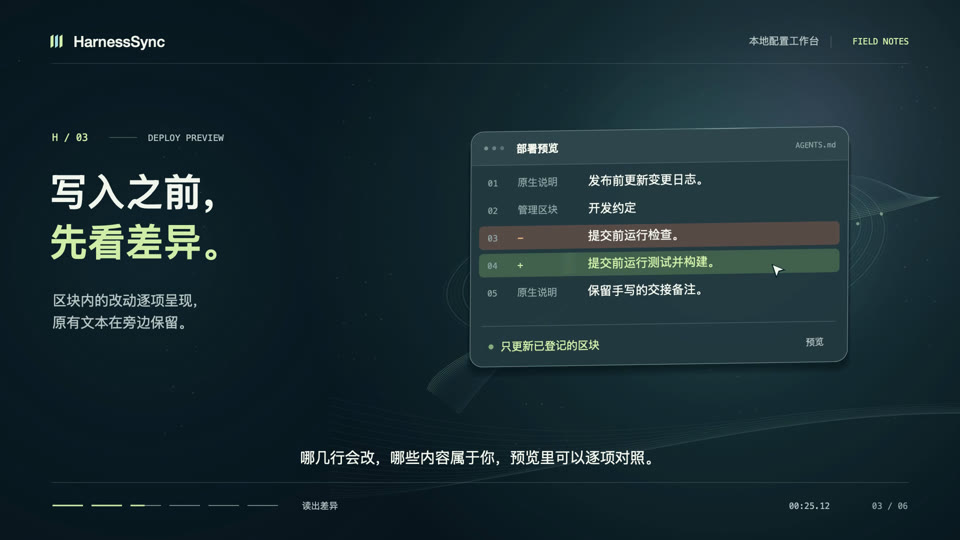 HarnessSync
本地配置工作台 FIELD NOTES
H / 03 DEPLOY PREVIEW
写入之前，
先看差异。
区块内的改动逐项呈现，
原有文本在旁边保留。
部署预览 AGENTS.md
01 原生说明 发布前更新变更日志。
02 管理区块 开发约定
03 − 提交前运行检查。
04 + 提交前运行测试并构建。
05 原生说明 保留手写的交接备注。
只更新已登记的区块 预览
哪几行会改，哪些内容属于你，预览里可以逐项对照。
读出差异 00:25.12 03 / 06